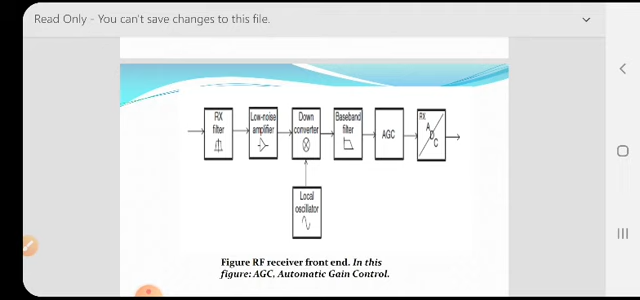 Read Only - You can't save changes to this file.
RX
filter
Low-noise
amplifier
Down
converter
Baseband
filter
AGC
RX
A
D
C
Local
oscillator
Figure RF receiver front end. In this
figure: AGC, Automatic Gain Control.